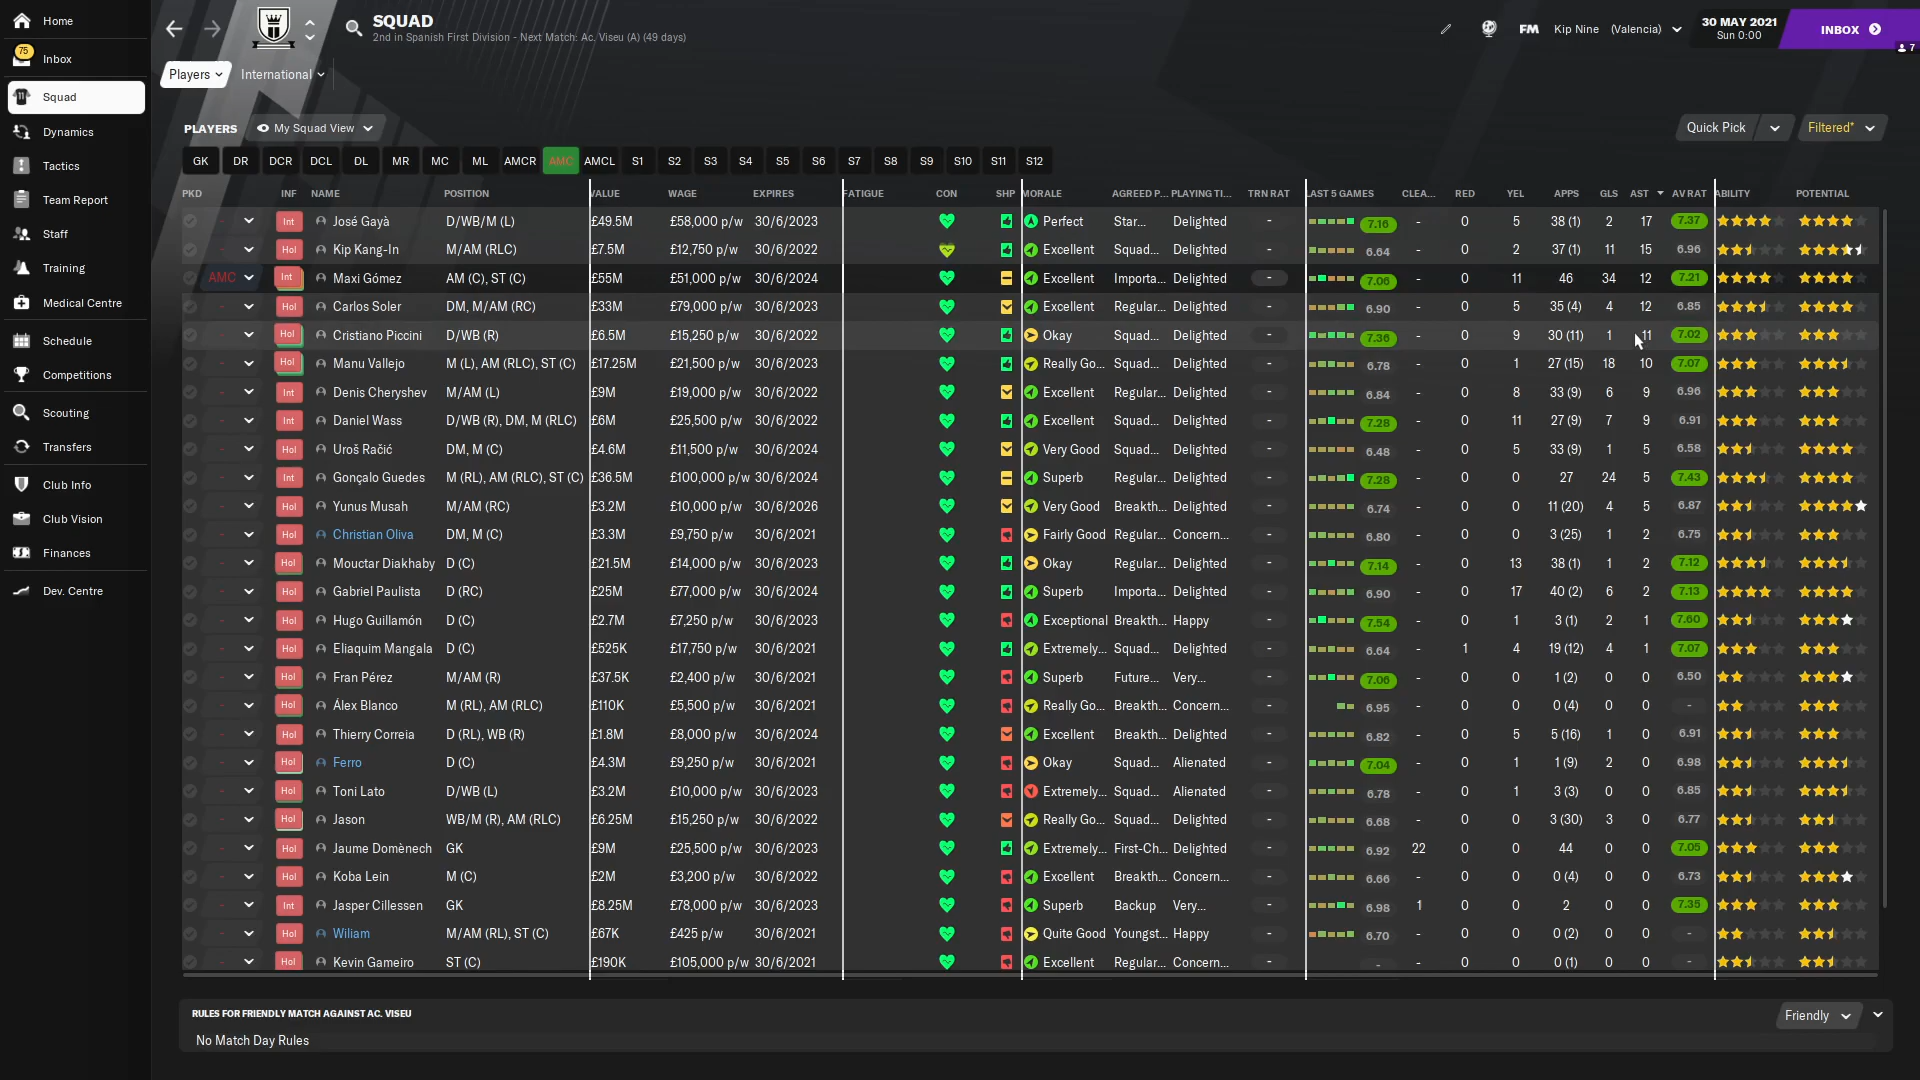 Home
75
Inbox
Squad
Dynamics
Tactics
Team Report
Staff
Training
Medical Centre
Schedule
Competitions
Scouting
Transfers
Club Info
Club Vision
Finances
Dev. Centre
SQUAD
2nd in Spanish First Division - Next Match: Ac. Viseu (A) (49 days)
FM Kip Nine (Valencia)
30 MAY 2021
Sun 0:00
INBOX
7
Players International
PLAYERS My Squad View
Quick Pick Filtered*
GK DR DCR DCL DL MR MC ML AMCR AMC AMCL S1 S2 S3 S4 S5 S6 S7 S8 S9 S10 S11 S12
PKD INF NAME POSITION VALUE WAGE EXPIRES FATIGUE CON SHP MORALE AGREED P... PLAYING TI... TRN RAT LAST 5 GAMES CLEA... RED YEL APPS GLS AST AV RAT ABILITY POTENTIAL
- Int José Gayà D/WB/M (L) £49.5M £58,000 p/w 30/6/2023 Perfect Star... Delighted - 7.16 - 0 5 38 (1) 2 17 7.37
- Hol Kip Kang-In M/AM (RLC) £7.5M £12,750 p/w 30/6/2022 Excellent Squad... Delighted - 6.64 - 0 2 37 (1) 11 15 6.96
AMC Int Maxi Gómez AM (C), ST (C) £55M £51,000 p/w 30/6/2024 Excellent Importa... Delighted - 7.06 - 0 11 46 34 12 7.21
- Hol Carlos Soler DM, M/AM (RC) £33M £79,000 p/w 30/6/2023 Excellent Regular... Delighted - 6.90 - 0 5 35 (4) 4 12 6.85
- Hol Cristiano Piccini D/WB (R) £6.5M £15,250 p/w 30/6/2022 Okay Squad... Delighted - 7.36 - 0 9 30 (11) 1 11 7.02
- Hol Manu Vallejo M (L), AM (RLC), ST (C) £17.25M £21,500 p/w 30/6/2023 Really Go... Agreed... Delighted - 6.78 - 0 1 27 (15) 18 10 7.07
- Int Denis Cheryshev M/AM (L) £9M £19,000 p/w 30/6/2022 Excellent Regular... Delighted - 6.84 - 0 8 33 (9) 6 9 6.96
- Int Daniel Wass D/WB (R), DM, M (RLC) £6M £25,500 p/w 30/6/2022 Excellent Regular... Delighted - 7.28 - 0 11 27 (9) 7 9 6.91
- Hol Uroš Račić DM, M (C) £4.6M £11,500 p/w 30/6/2024 Very Good Squad... Delighted - 6.48 - 0 5 33 (9) 1 5 6.58
- Int Gonçalo Guedes M (RL), AM (RLC), ST (C) £36.5M £100,000 p/w 30/6/2024 Superb Regular... Delighted - 7.28 - 0 0 27 24 5 7.43
- Hol Yunus Musah M/AM (RC) £3.2M £10,000 p/w 30/6/2026 Very Good Breakth... Delighted - 6.74 - 0 0 11 (20) 4 5 6.87
- Hol Christian Oliva DM, M (C) £3.3M £9,750 p/w 30/6/2021 Fairly Good Regular... Concern... - 6.80 - 0 0 3 (25) 1 2 6.75
- Hol Mouctar Diakhaby D (C) £21.5M £14,000 p/w 30/6/2023 Okay Regular... Delighted - 7.14 - 0 13 38 (1) 1 2 7.12
- Hol Gabriel Paulista D (RC) £25M £77,000 p/w 30/6/2024 Superb Importa... Delighted - 6.90 - 0 17 40 (2) 6 2 7.13
- Hol Hugo Guillamón D (C) £2.7M £7,250 p/w 30/6/2023 Exceptional Breakth... Happy - 7.54 - 0 1 3 (1) 2 1 7.60
- Hol Eliaquim Mangala D (C) £525K £17,750 p/w 30/6/2021 Extremely... Squad... Delighted - 6.64 - 1 4 19 (12) 4 1 7.07
- Hol Fran Pérez M/AM (R) £37.5K £2,400 p/w 30/6/2021 Superb Future... Very... - 7.06 - 0 0 1 (2) 0 0 6.50
- Hol Álex Blanco M (RL), AM (RLC) £110K £5,500 p/w 30/6/2021 Really Go... Breakth... Concern... - 6.95 - 0 0 0 (4) 0 0 -
- Hol Thierry Correia D (RL), WB (R) £1.8M £8,000 p/w 30/6/2024 Excellent Breakth... Delighted - 6.82 - 0 5 5 (16) 1 0 6.91
- Hol Ferro D (C) £4.3M £9,250 p/w 30/6/2021 Okay Squad... Alienated - 7.04 - 0 1 1 (9) 2 0 6.98
- Hol Toni Lato D/WB (L) £3.2M £10,000 p/w 30/6/2023 Extremely... Squad... Alienated - 6.78 - 0 1 3 (3) 0 0 6.85
- Hol Jason WB/M (R), AM (RLC) £6.25M £15,250 p/w 30/6/2022 Really Go... Squad... Delighted - 6.68 - 0 0 3 (30) 3 0 6.77
- Hol Jaume Domènech GK £9M £25,500 p/w 30/6/2023 Extremely... First-Ch... Delighted - 6.92 22 0 0 44 0 0 7.05
- Hol Koba Lein M (C) £2M £3,200 p/w 30/6/2022 Excellent Breakth... Concern... - 6.66 - 0 0 0 (4) 0 0 6.73
- Int Jasper Cillessen GK £8.25M £78,000 p/w 30/6/2023 Superb Backup Very... - 6.98 1 0 0 2 0 0 7.35
- Hol Wiliam M/AM (RL), ST (C) £67K £425 p/w 30/6/2021 Quite Good Youngst... Happy - 6.70 - 0 0 0 (2) 0 0 -
- Hol Kevin Gameiro ST (C) £190K £105,000 p/w 30/6/2021 Excellent Regular... Concern... - - - 0 0 0 (1) 0 0 -
RULES FOR FRIENDLY MATCH AGAINST AC. VISEU
Friendly
No Match Day Rules